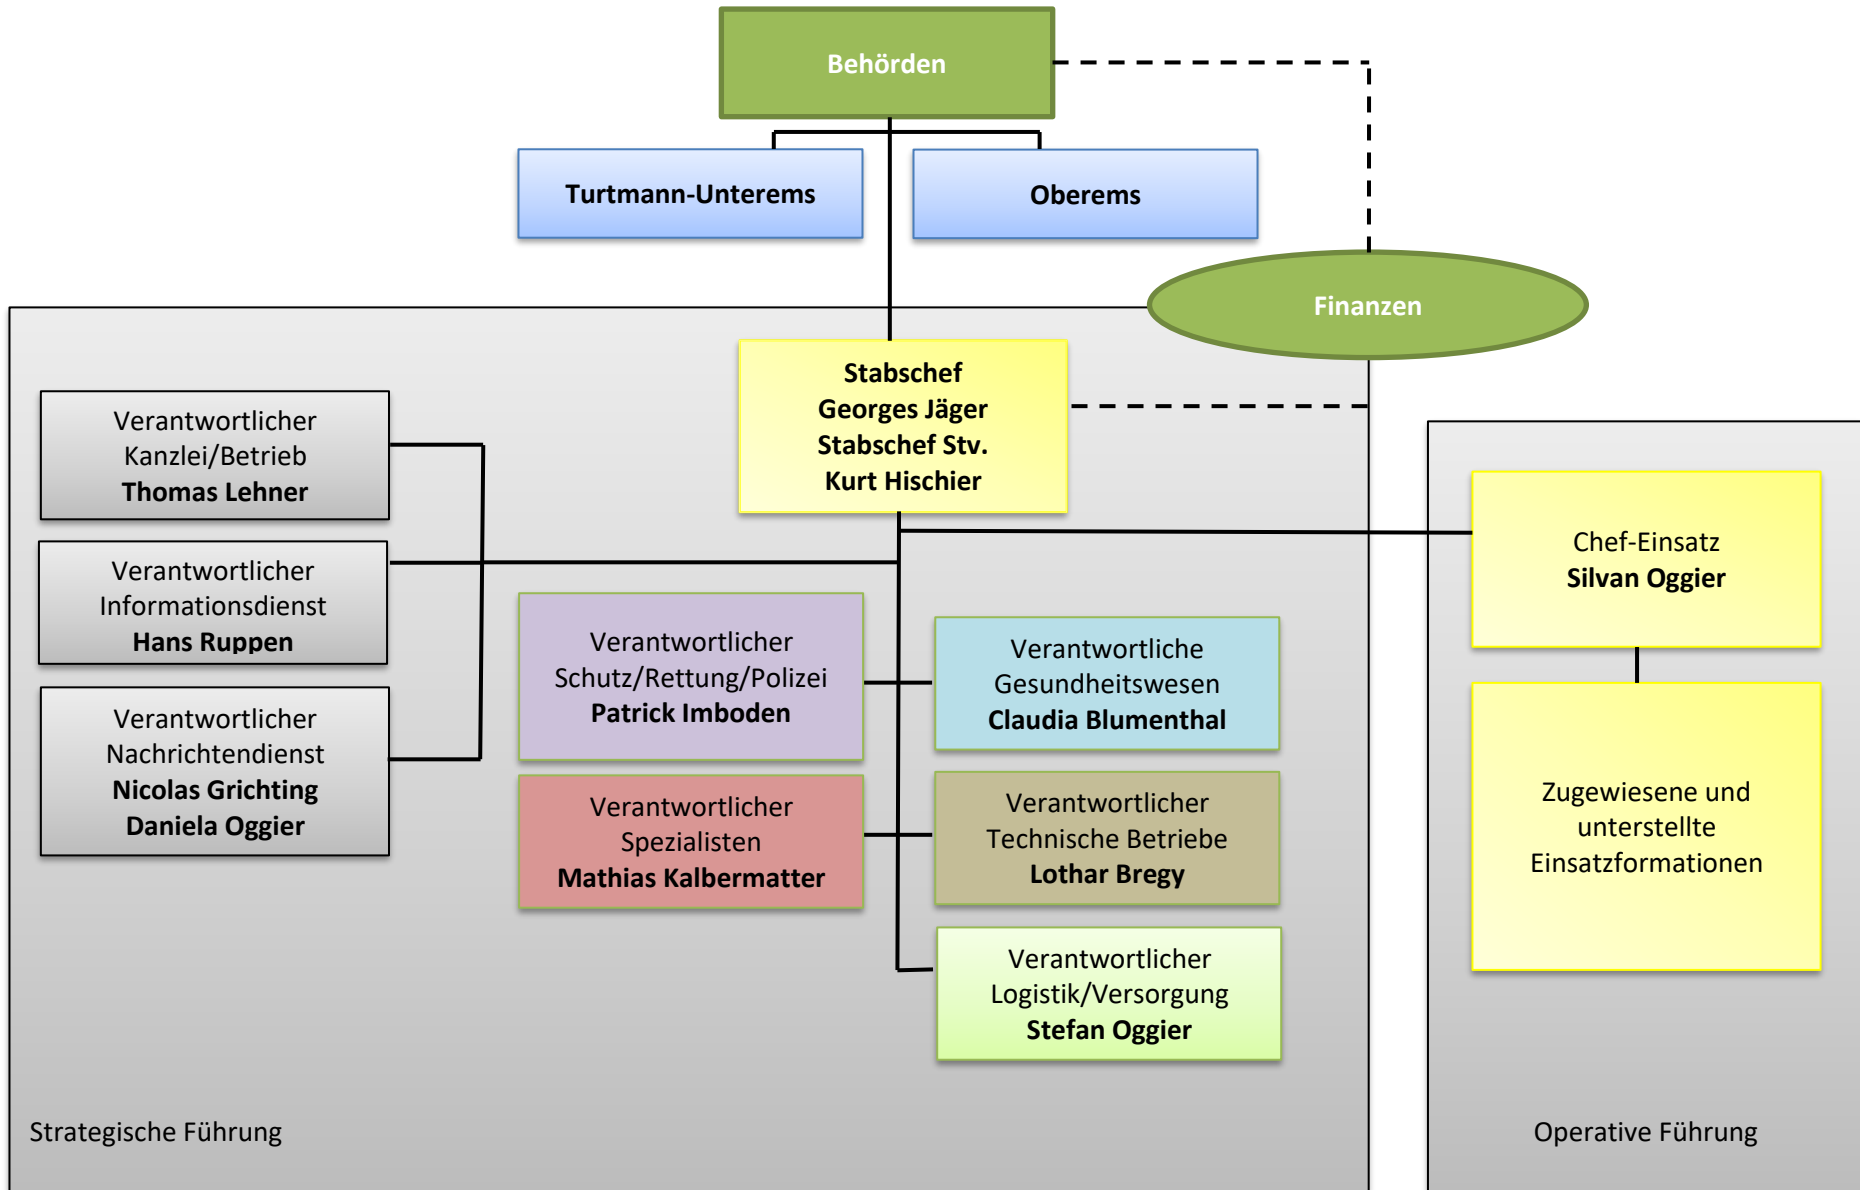 Behörden
Turtmann-Unterems
Oberems
Finanzen
Stabschef
Georges Jäger
Stabschef Stv.
Kurt Hischier
Verantwortlicher
Kanzlei/Betrieb
Thomas Lehner
Verantwortlicher
Informationsdienst
Hans Ruppen
Verantwortlicher
Nachrichtendienst
Nicolas Grichting
Daniela Oggier
Verantwortlicher
Schutz/Rettung/Polizei
Patrick Imboden
Verantwortliche
Gesundheitswesen
Claudia Blumenthal
Verantwortlicher
Spezialisten
Mathias Kalbermatter
Verantwortlicher
Technische Betriebe
Lothar Bregy
Verantwortlicher
Logistik/Versorgung
Stefan Oggier
Chef-Einsatz
Silvan Oggier
Zugewiesene und
unterstellte
Einsatzformationen
Strategische Führung
Operative Führung